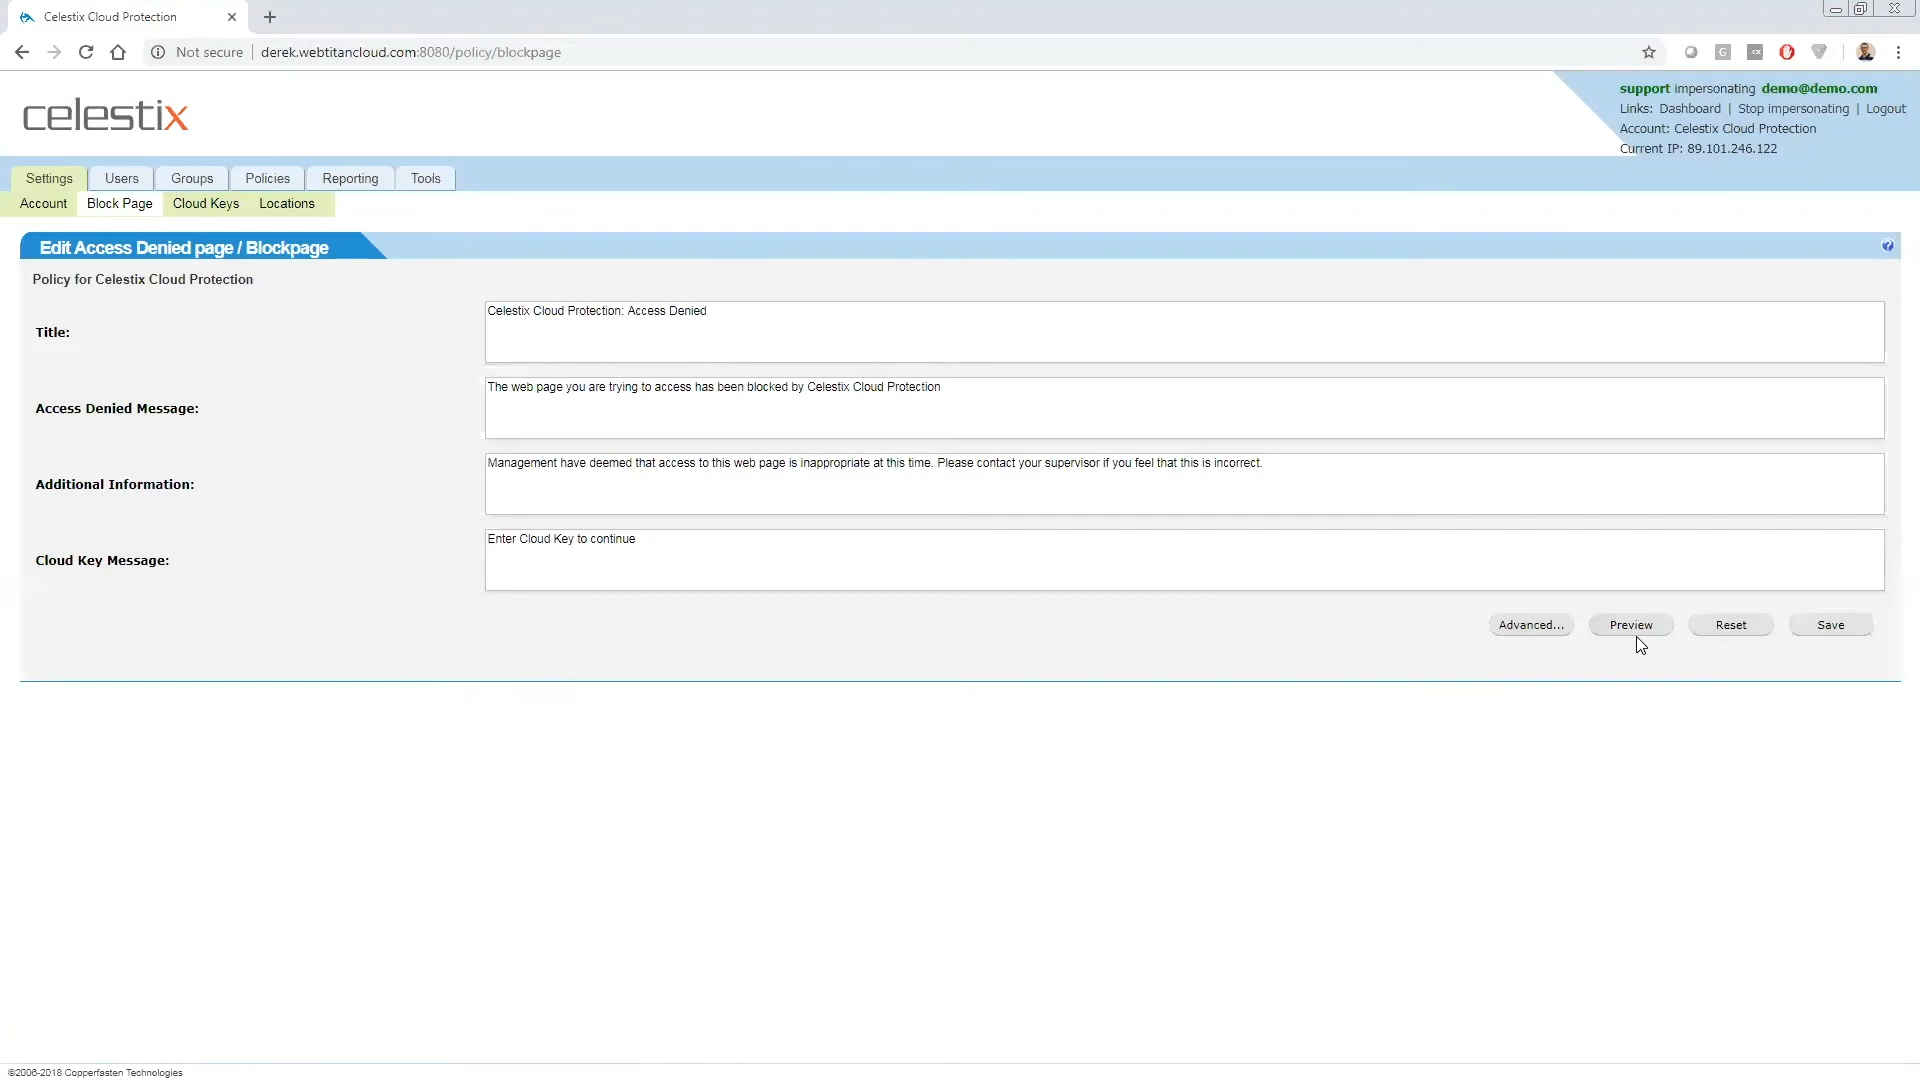 Celestix Cloud Protection
Not secure derek.webtitancloud.com:8080/policy/blockpage
celestix
support impersonating demo@demo.com
Links: Dashboard | Stop impersonating | Logout
Account: Celestix Cloud Protection
Current IP: 89.101.246.122
Settings Users Groups Policies Reporting Tools
Account Block Page Cloud Keys Locations
Edit Access Denied page / Blockpage
Policy for Celestix Cloud Protection
Title:
Celestix Cloud Protection: Access Denied
Access Denied Message:
The web page you are trying to access has been blocked by Celestix Cloud Protection
Additional Information:
Management have deemed that access to this web page is inappropriate at this time. Please contact your supervisor if you feel that this is incorrect.
Cloud Key Message:
Enter Cloud Key to continue
Advanced... Preview Reset Save
©2006-2018 Copperfasten Technologies